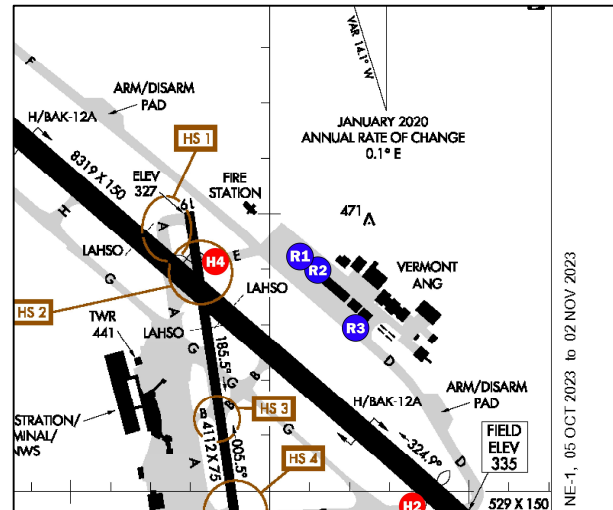 VAR 14.1° W
F
ARM/DISARM
PAD
JANUARY 2020
ANNUAL RATE OF CHANGE
0.1° E
H/BAK-12A
HS 1
8319 X 150
ELEV
327
FIRE
STATION
19
471
H
A
E
H4
R1
R2
VERMONT
ANG
LAHSO
G
LAHSO
HS 2
TWR
441
LAHSO
A
G
R3
D
185.5°
G
B
H/BAK-12A
ARM/DISARM
PAD
STRATION/
MINAL/
NWS
B
B
HS 3
G
4112 X 75
005.5°
324.9°
FIELD
ELEV
335
A
D
HS 4
H2
529 X 150
NE-1, 05 OCT 2023 to 02 NOV 2023